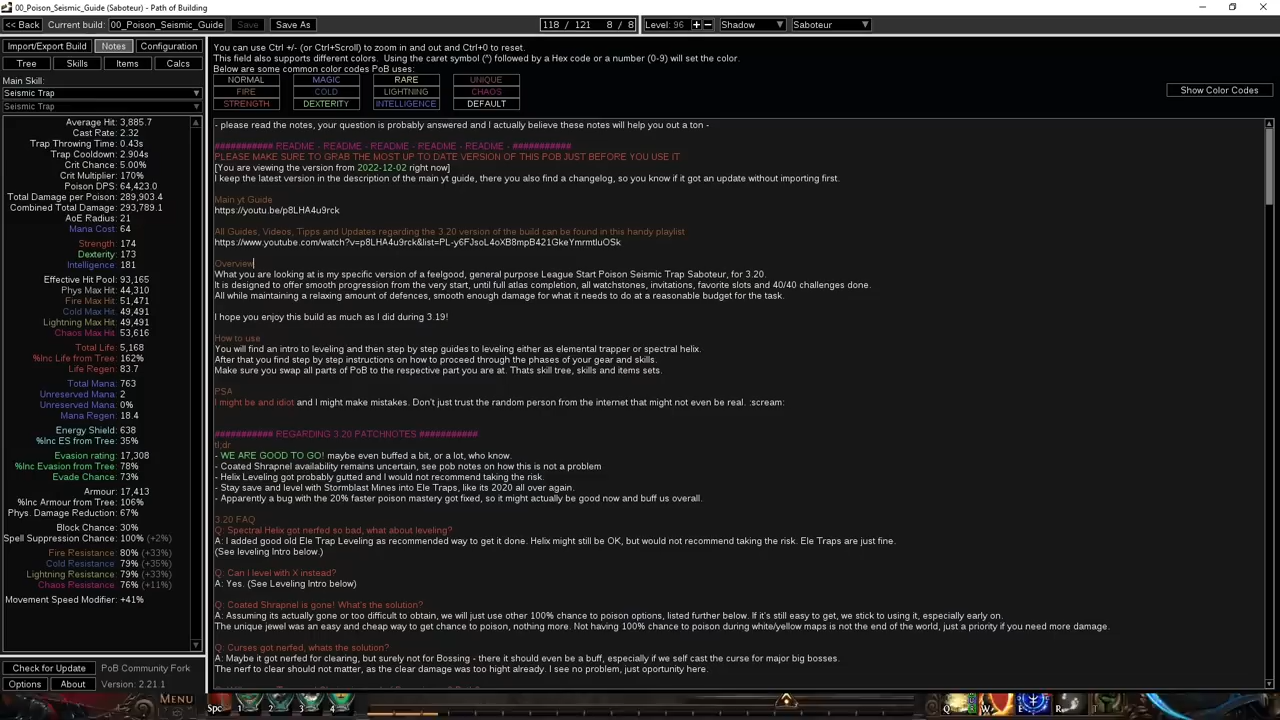 00_Poison_Seismic_Guide (Saboteur) - Path of Building
<< Back Current build: 00_Poison_Seismic_Guide Save Save As 118 / 121 8 / 8 Level: 96 + - Shadow Saboteur
Import/Export Build Notes Configuration
Tree Skills Items Calcs
Main Skill:
Seismic Trap
Seismic Trap
Average Hit: 3,885.7
Cast Rate: 2.32
Trap Throwing Time: 0.43s
Trap Cooldown: 2.904s
Crit Chance: 5.00%
Crit Multiplier: 170%
Poison DPS: 64,423.0
Total Damage per Poison: 289,903.4
Combined Total Damage: 293,789.1
AoE Radius: 21
Mana Cost: 64
Strength: 174
Dexterity: 173
Intelligence: 181
Effective Hit Pool: 93,165
Phys Max Hit: 44,310
Fire Max Hit: 51,471
Cold Max Hit: 49,491
Lightning Max Hit: 49,491
Chaos Max Hit: 53,616
Total Life: 5,168
%Inc Life from Tree: 162%
Life Regen: 83.7
Total Mana: 763
Unreserved Mana: 2
Unreserved Mana: 0%
Mana Regen: 18.4
Energy Shield: 638
%Inc ES from Tree: 35%
Evasion rating: 17,308
%Inc Evasion from Tree: 78%
Evade Chance: 73%
Armour: 17,413
%Inc Armour from Tree: 106%
Phys. Damage Reduction: 67%
Block Chance: 30%
Spell Suppression Chance: 100% (+2%)
Fire Resistance: 80% (+33%)
Cold Resistance: 79% (+35%)
Lightning Resistance: 79% (+33%)
Chaos Resistance: 76% (+11%)
Movement Speed Modifier: +41%
Check for Update PoB Community Fork
Options About Version: 2.21.1
You can use Ctrl +/- (or Ctrl+Scroll) to zoom in and out and Ctrl+0 to reset.
This field also supports different colors. Using the caret symbol (^) followed by a Hex code or a number (0-9) will set the color.
Below are some common color codes PoB uses:
NORMAL MAGIC RARE UNIQUE
FIRE COLD LIGHTNING CHAOS
STRENGTH DEXTERITY INTELLIGENCE DEFAULT
Show Color Codes
- please read the notes, your question is probably answered and I actually believe these notes will help you out a ton -
########### README - README - README - README - README - ###########
PLEASE MAKE SURE TO GRAB THE MOST UP TO DATE VERSION OF THIS POB JUST BEFORE YOU USE IT
[You are viewing the version from 2022-12-02 right now]
I keep the latest version in the description of the main yt guide, there you also find a changelog, so you know if it got an update without importing first.
Main yt Guide
https://youtu.be/p8LHA4u9rck
All Guides, Videos, Tipps and Updates regarding the 3.20 version of the build can be found in this handy playlist
https://www.youtube.com/watch?v=p8LHA4u9rck&list=PL-y6FJsoL4oXB8mpB421GkeYmrmtluOSk
Overview
What you are looking at is my specific version of a feelgood, general purpose League Start Poison Seismic Trap Saboteur, for 3.20.
It is designed to offer smooth progression from the very start, until full atlas completion, all watchstones, invitations, favorite slots and 40/40 challenges done.
All while maintaining a relaxing amount of defences, smooth enough damage for what it needs to do at a reasonable budget for the task.
I hope you enjoy this build as much as I did during 3.19!
How to use
You will find an intro to leveling and then step by step guides to leveling either as elemental trapper or spectral helix.
After that you find step by step instructions on how to proceed through the phases of your gear and skills.
Make sure you swap all parts of PoB to the respective part you are at. Thats skill tree, skills and items sets.
PSA
I might be and idiot and I might make mistakes. Don't just trust the random person from the internet that might not even be real. :scream:
########### REGARDING 3.20 PATCHNOTES ###########
tl;dr
- WE ARE GOOD TO GO! maybe even buffed a bit, or a lot, who know.
- Coated Shrapnel availability remains uncertain, see pob notes on how this is not a problem
- Helix Leveling got probably gutted and I would not recommend taking the risk.
- Stay save and level with Stormblast Mines into Ele Traps, like its 2020 all over again.
- Apparently a bug with the 20% faster poison mastery got fixed, so it might actually be good now and buff us overall.
3.20 FAQ
Q: Spectral Helix got nerfed so bad, what about leveling?
A: I added good old Ele Trap Leveling as recommended way to get it done. Helix might still be OK, but would not recommend taking the risk. Ele Traps are just fine.
(See leveling Intro below.)
Q: Can I level with X instead?
A: Yes. (See Leveling Intro below)
Q: Coated Shrapnel is gone! What's the solution?
A: Assuming its actually gone or too difficult to obtain, we will just use other 100% chance to poison options, listed further below. If it's still easy to get, we stick to using it, especially early on.
The unique jewel was an easy and cheap way to get chance to poison, nothing more. Not having 100% chance to poison during white/yellow maps is not the end of the world, just a priority if you need more damage.
Q: Curses got nerfed, whats the solution?
A: Maybe it got nerfed for clearing, but surely not for Bossing - there it should even be a buff, especially if we self cast the curse for major big bosses.
The nerf to clear should not matter, as the clear damage was too hight already. I see no problem, just oportunity here.
MENU Spc 1 2 3 4 Q W E R T